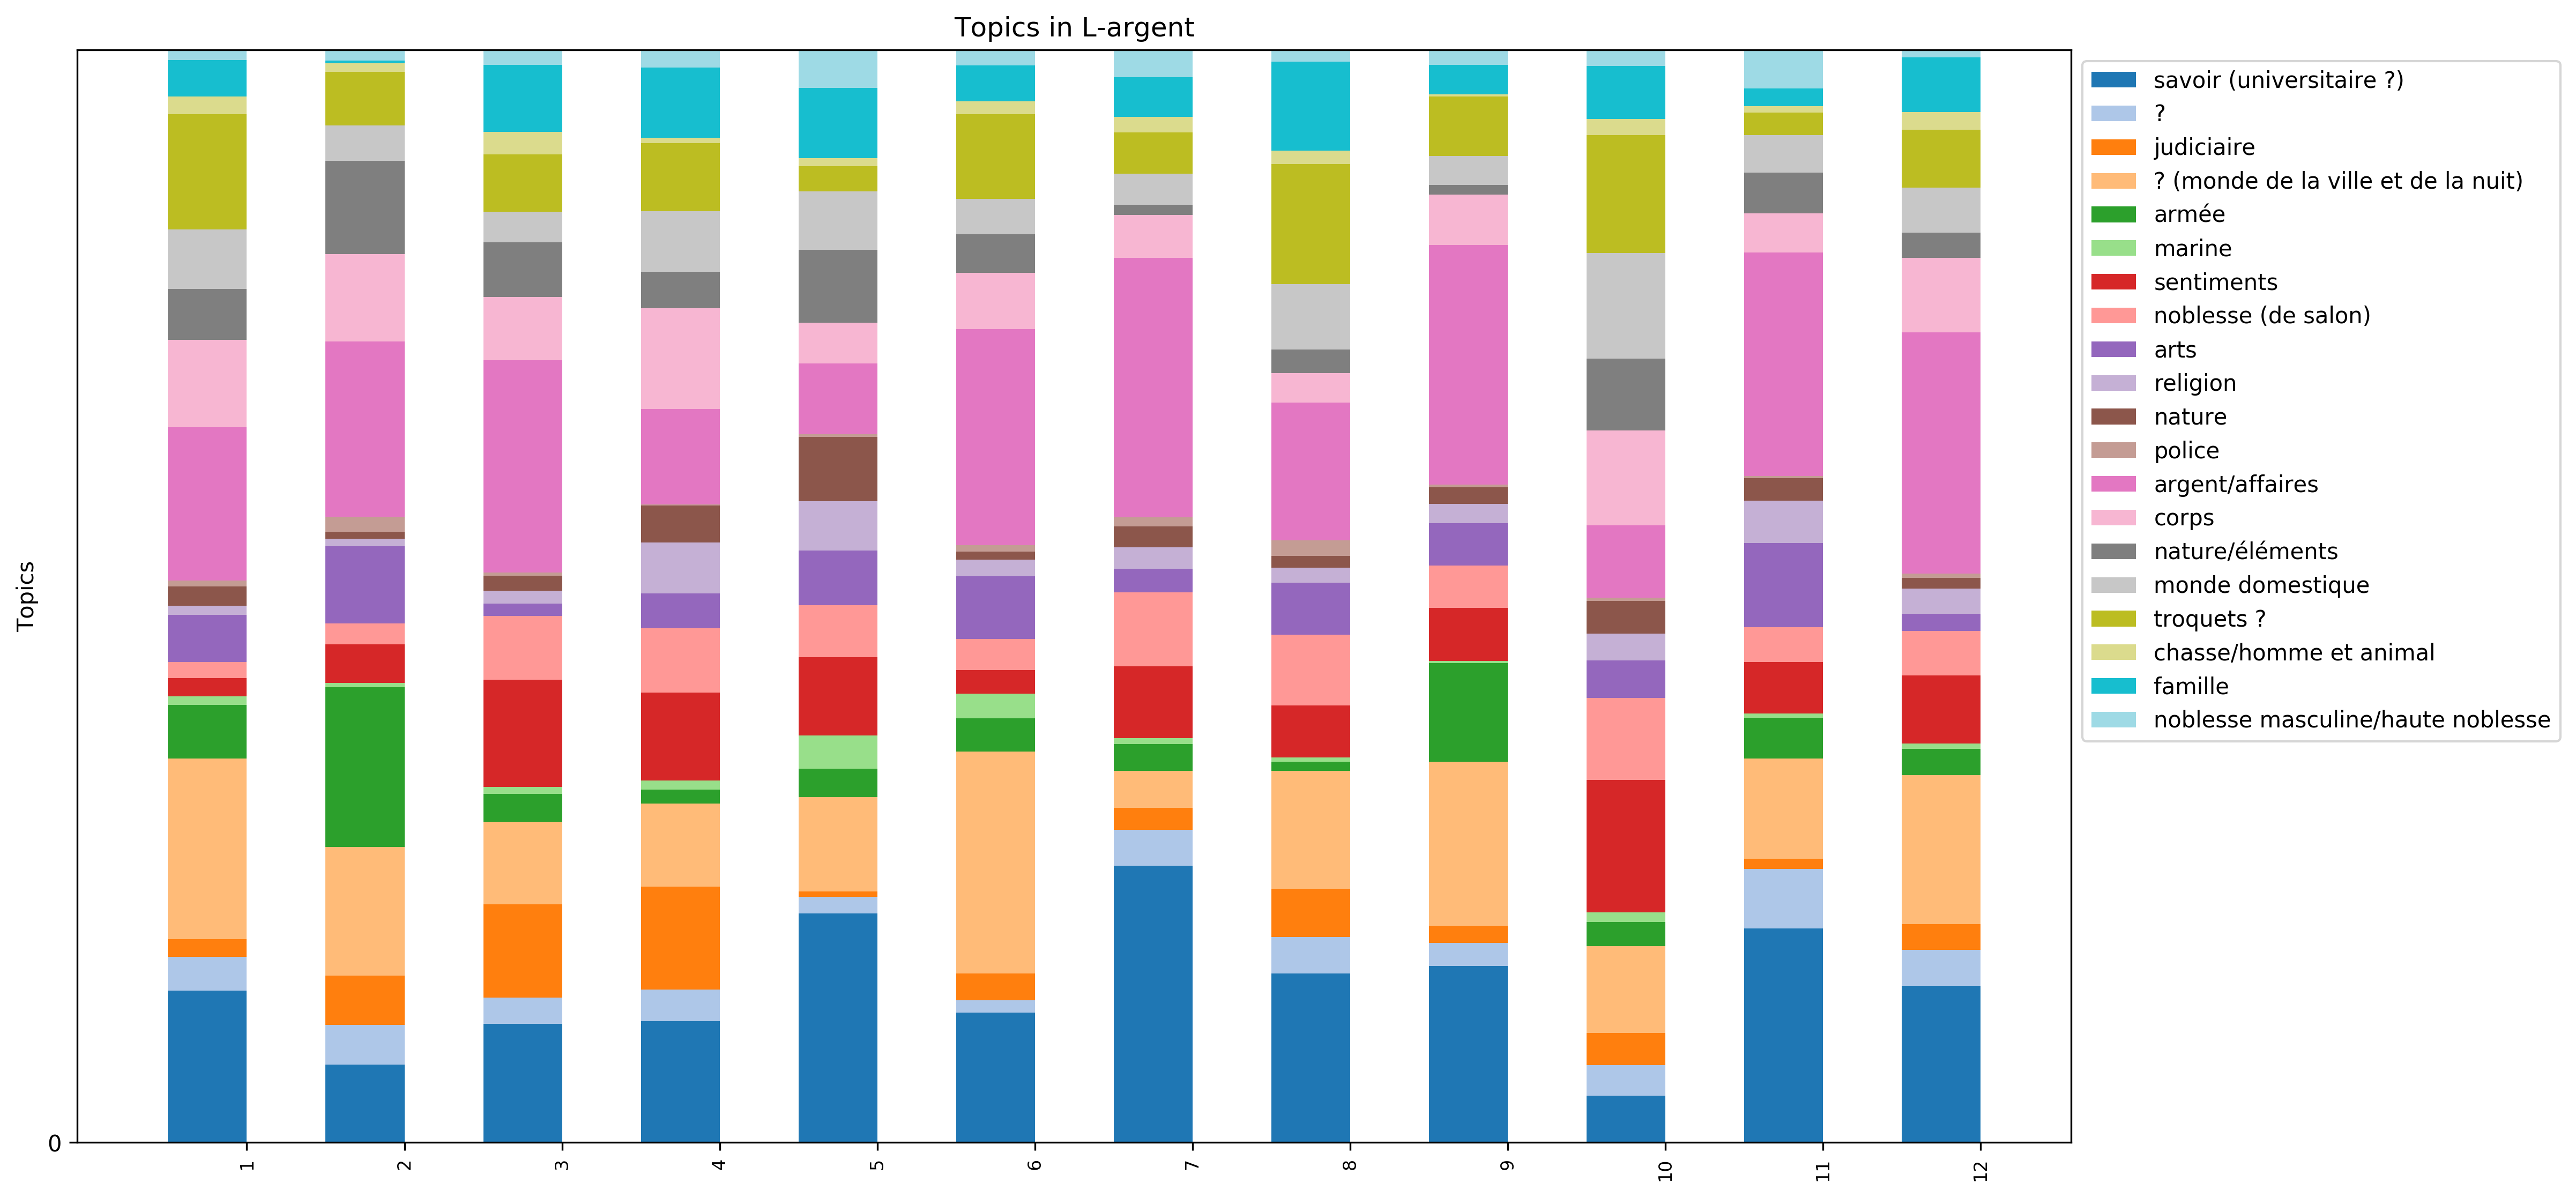 Topics in L-argent
Topics
0
1
2
3
4
5
6
7
8
9
10
11
12
savoir (universitaire ?)
?
judiciaire
? (monde de la ville et de la nuit)
armée
marine
sentiments
noblesse (de salon)
arts
religion
nature
police
argent/affaires
corps
nature/éléments
monde domestique
troquets ?
chasse/homme et animal
famille
noblesse masculine/haute noblesse